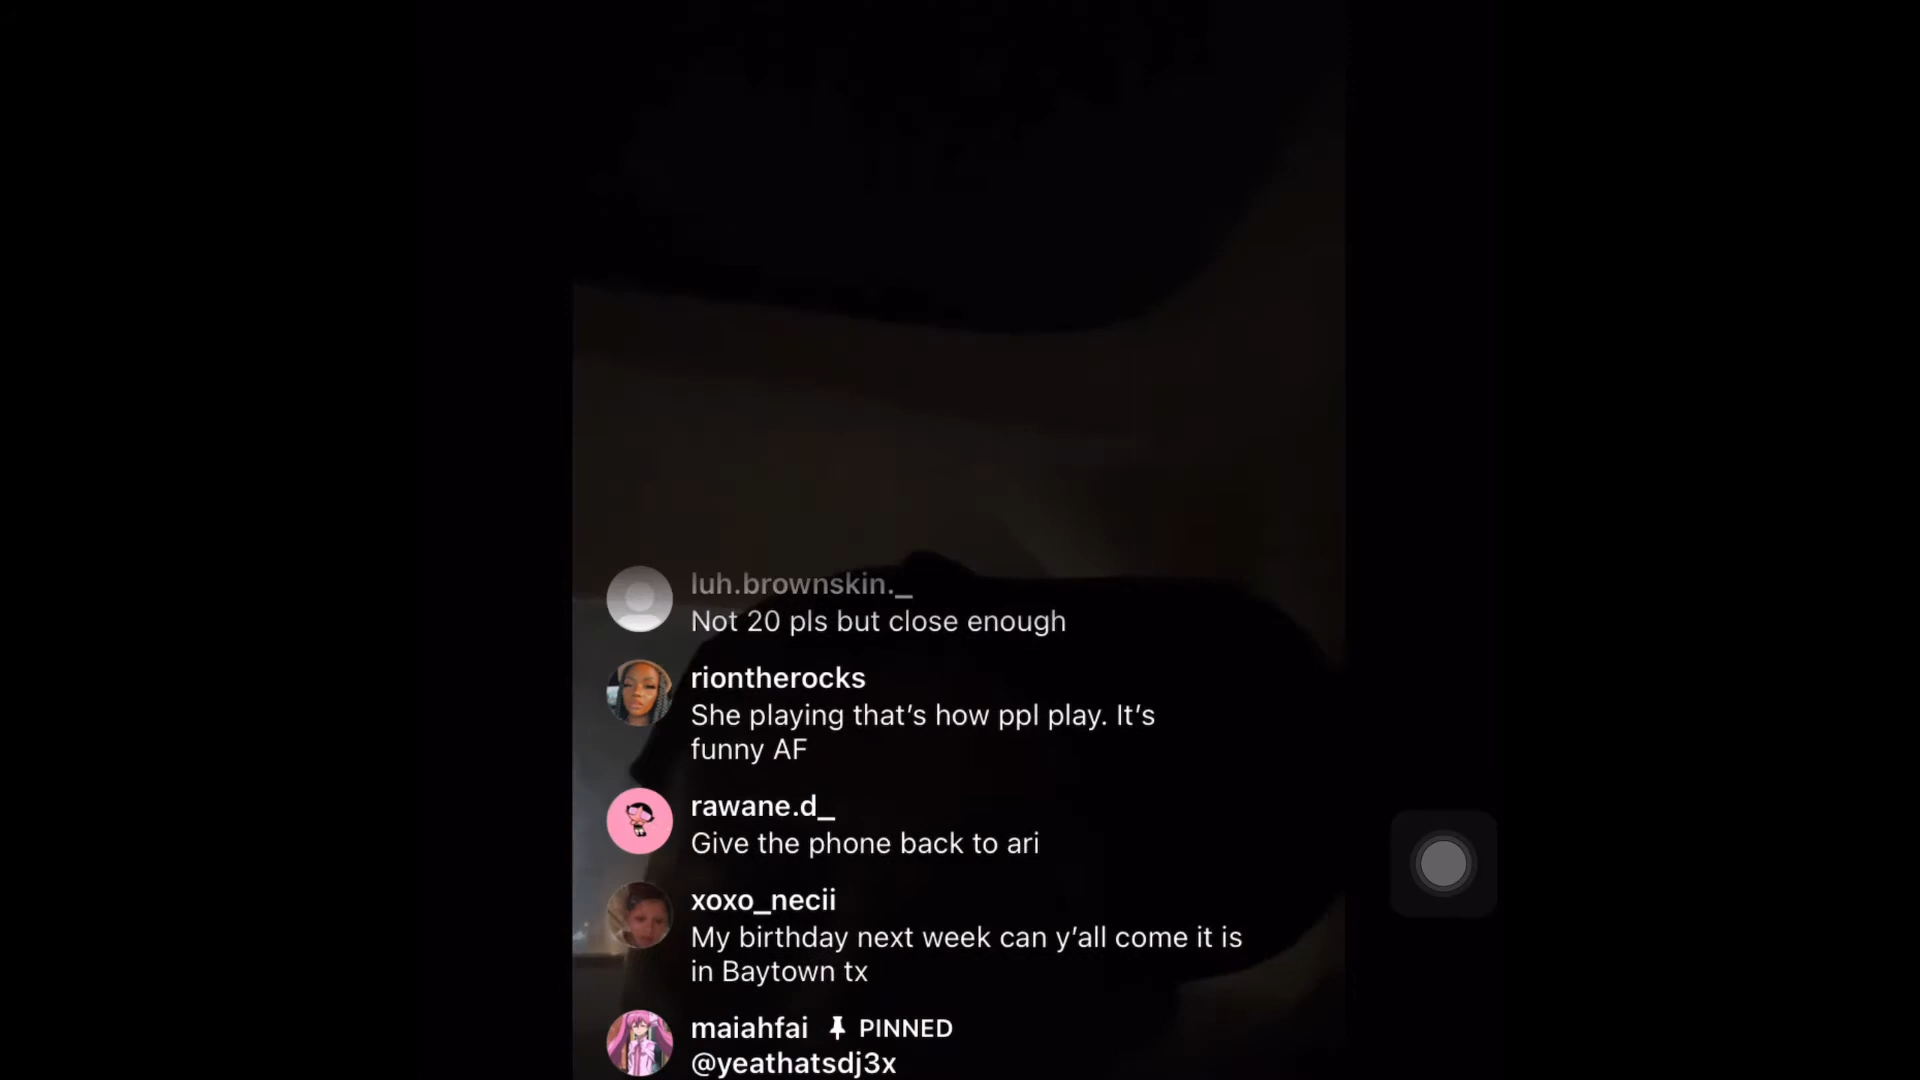 luh.brownskin._
Not 20 pls but close enough
riontherocks
She playing that’s how ppl play. It’s
funny AF
rawane.d_
Give the phone back to ari
xoxo_necii
My birthday next week can y’all come it is
in Baytown tx
maiahfai PINNED
@yeathatsdj3x